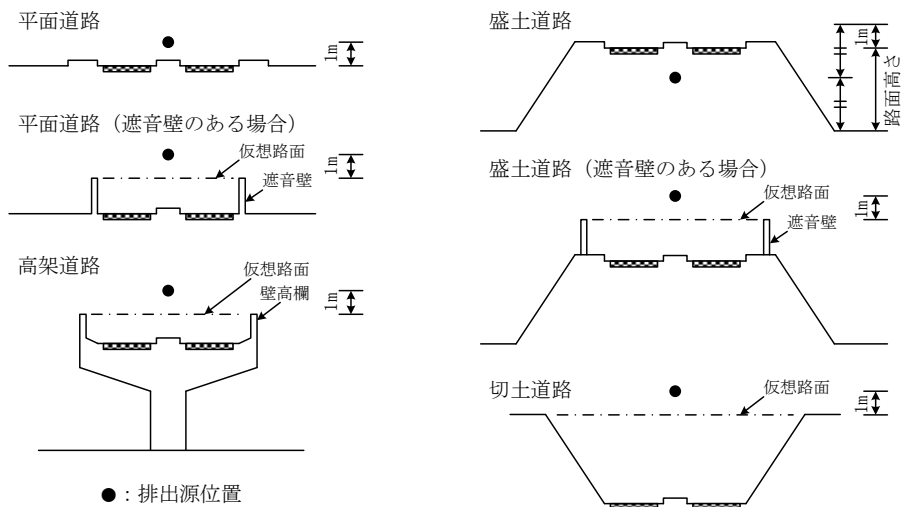 平面道路
1m
平面道路（遮音壁のある場合）
仮想路面
遮音壁
1m
高架道路
仮想路面
壁高欄
1m
●：排出源位置
盛土道路
1m
路面高さ
盛土道路（遮音壁のある場合）
仮想路面
遮音壁
1m
切土道路
仮想路面
1m